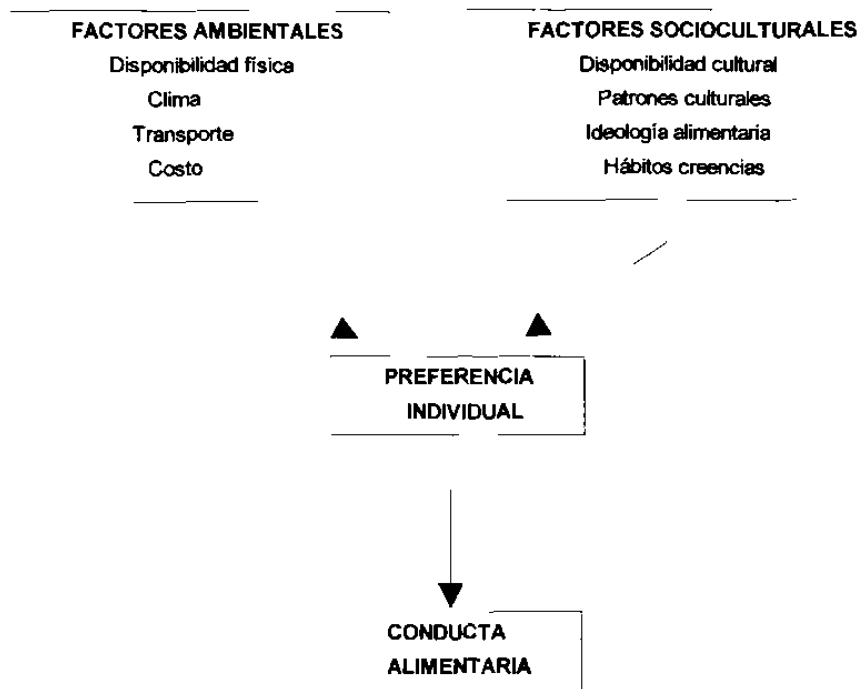 FACTORES AMBIENTALES
Disponibilidad física
Clima
Transporte
Costo
FACTORES SOCIOCULTURALES
Disponibilidad cultural
Patrones culturales
Ideología alimentaria
Hábitos creencias
PREFERENCIA
INDIVIDUAL
CONDUCTA
ALIMENTARIA